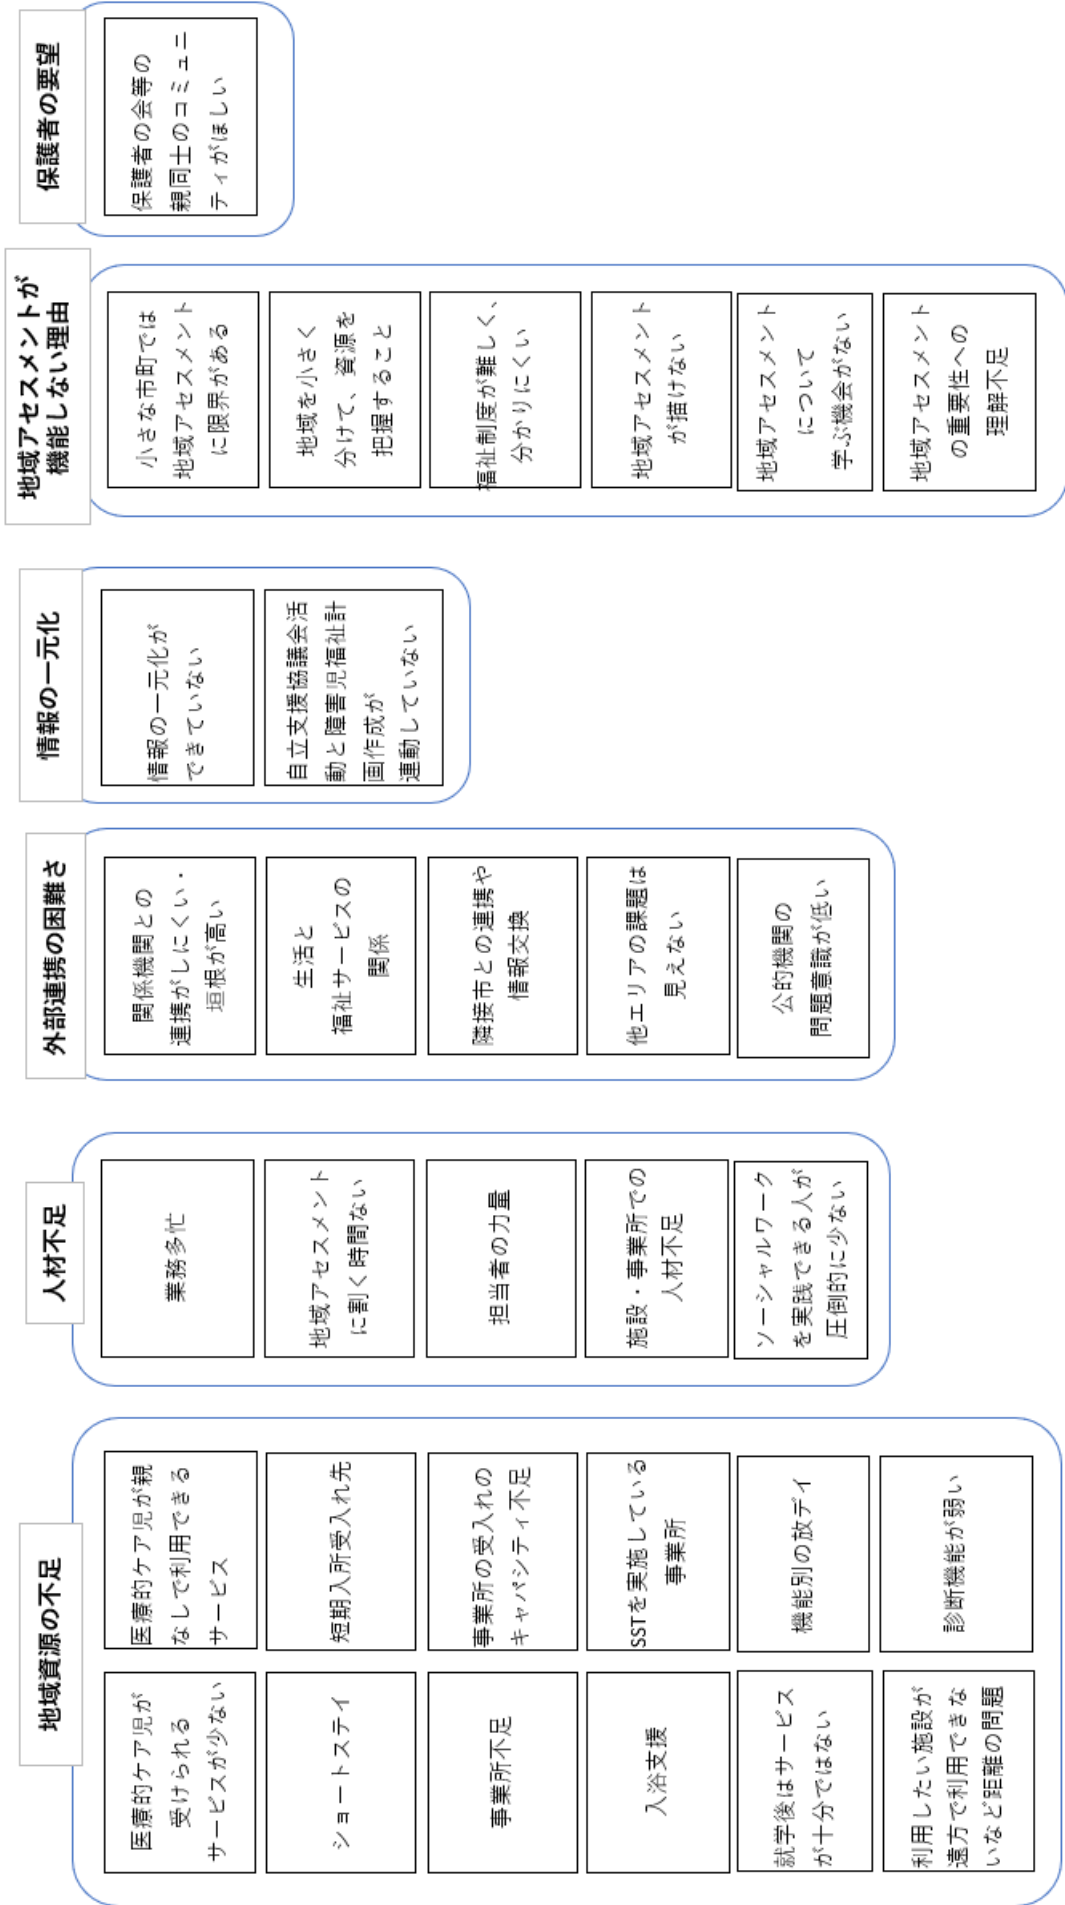 地域資源の不足
医療的ケア児が
受けられる
サービスが少ない
医療的ケア児が親
なしで利用できる
サービス
ショートステイ
短期入所受入れ先
事業所不足
事業所の受入れの
キャパシティ不足
入浴支援
SSTを実施している
事業所
就学後はサービス
が十分ではない
機能別の放デイ
利用したい施設が
遠方で利用できな
いなど距離の問題
診断機能が弱い
人材不足
業務多忙
地域アセスメント
に割く時間ない
担当者の力量
施設・事業所での
人材不足
ソーシャルワーク
を実践できる人が
圧倒的に少ない
外部連携の困難さ
関係機関との
連携がしにくい・
垣根が高い
生活と
福祉サービスの
関係
隣接市との連携や
情報交換
他エリアの課題は
見えない
公的機関の
問題意識が低い
情報の一元化
情報の一元化が
できていない
自立支援協議会活
動と障害児福祉計
画作成が
連動していない
地域アセスメントが
機能しない理由
小さな市町では
地域アセスメント
に限界がある
地域を小さく
分けて、資源を
把握すること
福祉制度が難しく、
分かりにくい
地域アセスメント
が描けない
地域アセスメント
について
学ぶ機会がない
地域アセスメント
の重要性への
理解不足
保護者の要望
保護者の会等の
親同士のコミュニ
ティがほしい